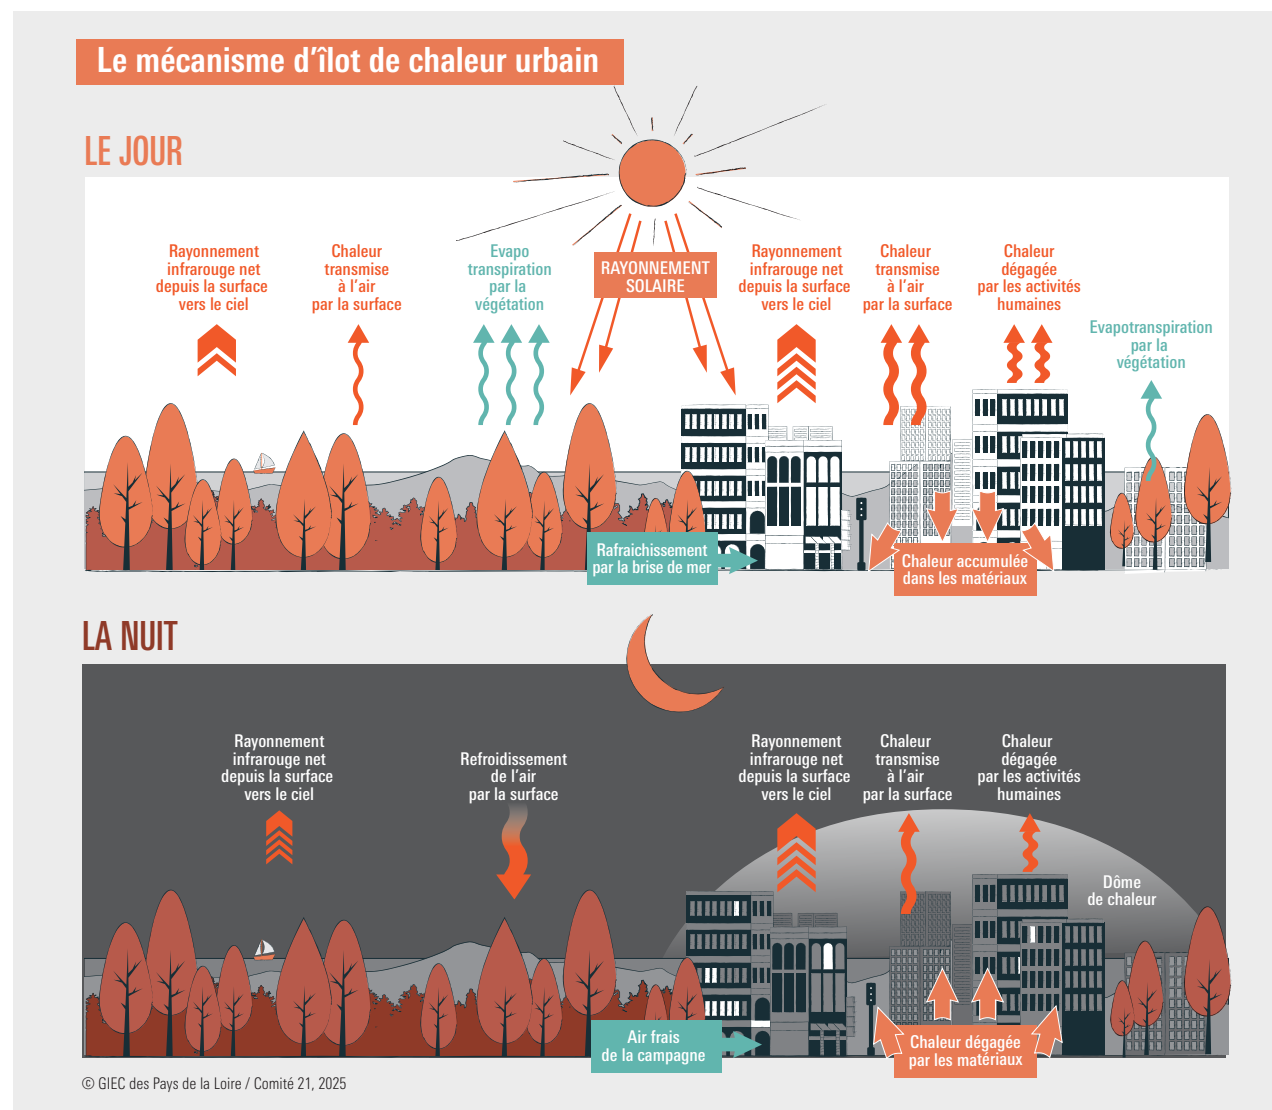 Le mécanisme d'îlot de chaleur urbain
LE JOUR
Rayonnement
infrarouge net
depuis la surface
vers le ciel
Chaleur
transmise
à l'air
par la surface
Evapo
transpiration
par la
végétation
RAYONNEMENT
SOLAIRE
Rayonnement
infrarouge net
depuis la surface
vers le ciel
Chaleur
transmise
à l'air
par la surface
Chaleur
dégagée
par les activités
humaines
Evapotranspiration
par la
végétation
Rafraichissement
par la brise de mer
Chaleur accumulée
dans les matériaux
LA NUIT
Rayonnement
infrarouge net
depuis la surface
vers le ciel
Refroidissement
de l'air
par la surface
Rayonnement
infrarouge net
depuis la surface
vers le ciel
Chaleur
transmise
à l'air
par la surface
Chaleur
dégagée
par les activités
humaines
Dôme
de chaleur
Air frais
de la campagne
Chaleur dégagée
par les matériaux
© GIEC des Pays de la Loire / Comité 21, 2025